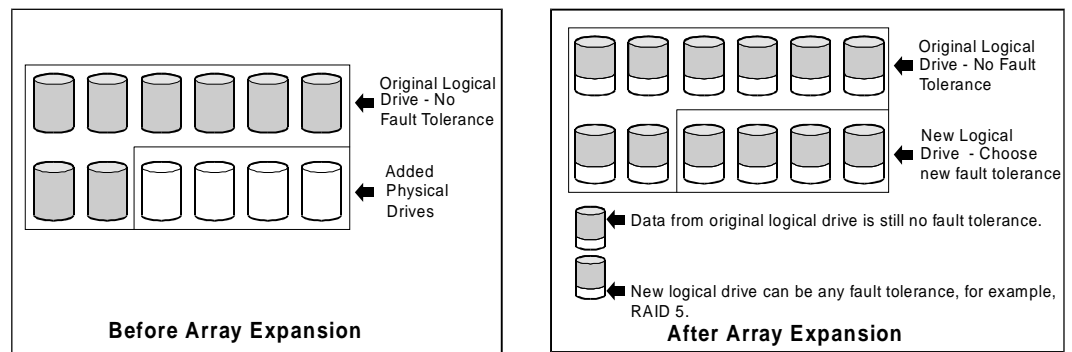 Original Logical
Drive - No
Fault Tolerance
Added
Physical
Drives
Before Array Expansion
Original Logical
Drive - No Fault
Tolerance
New Logical
Drive - Choose
new fault tolerance
Data from original logical drive is still no fault tolerance.
New logical drive can be any fault tolerance, for example,
RAID 5.
After Array Expansion